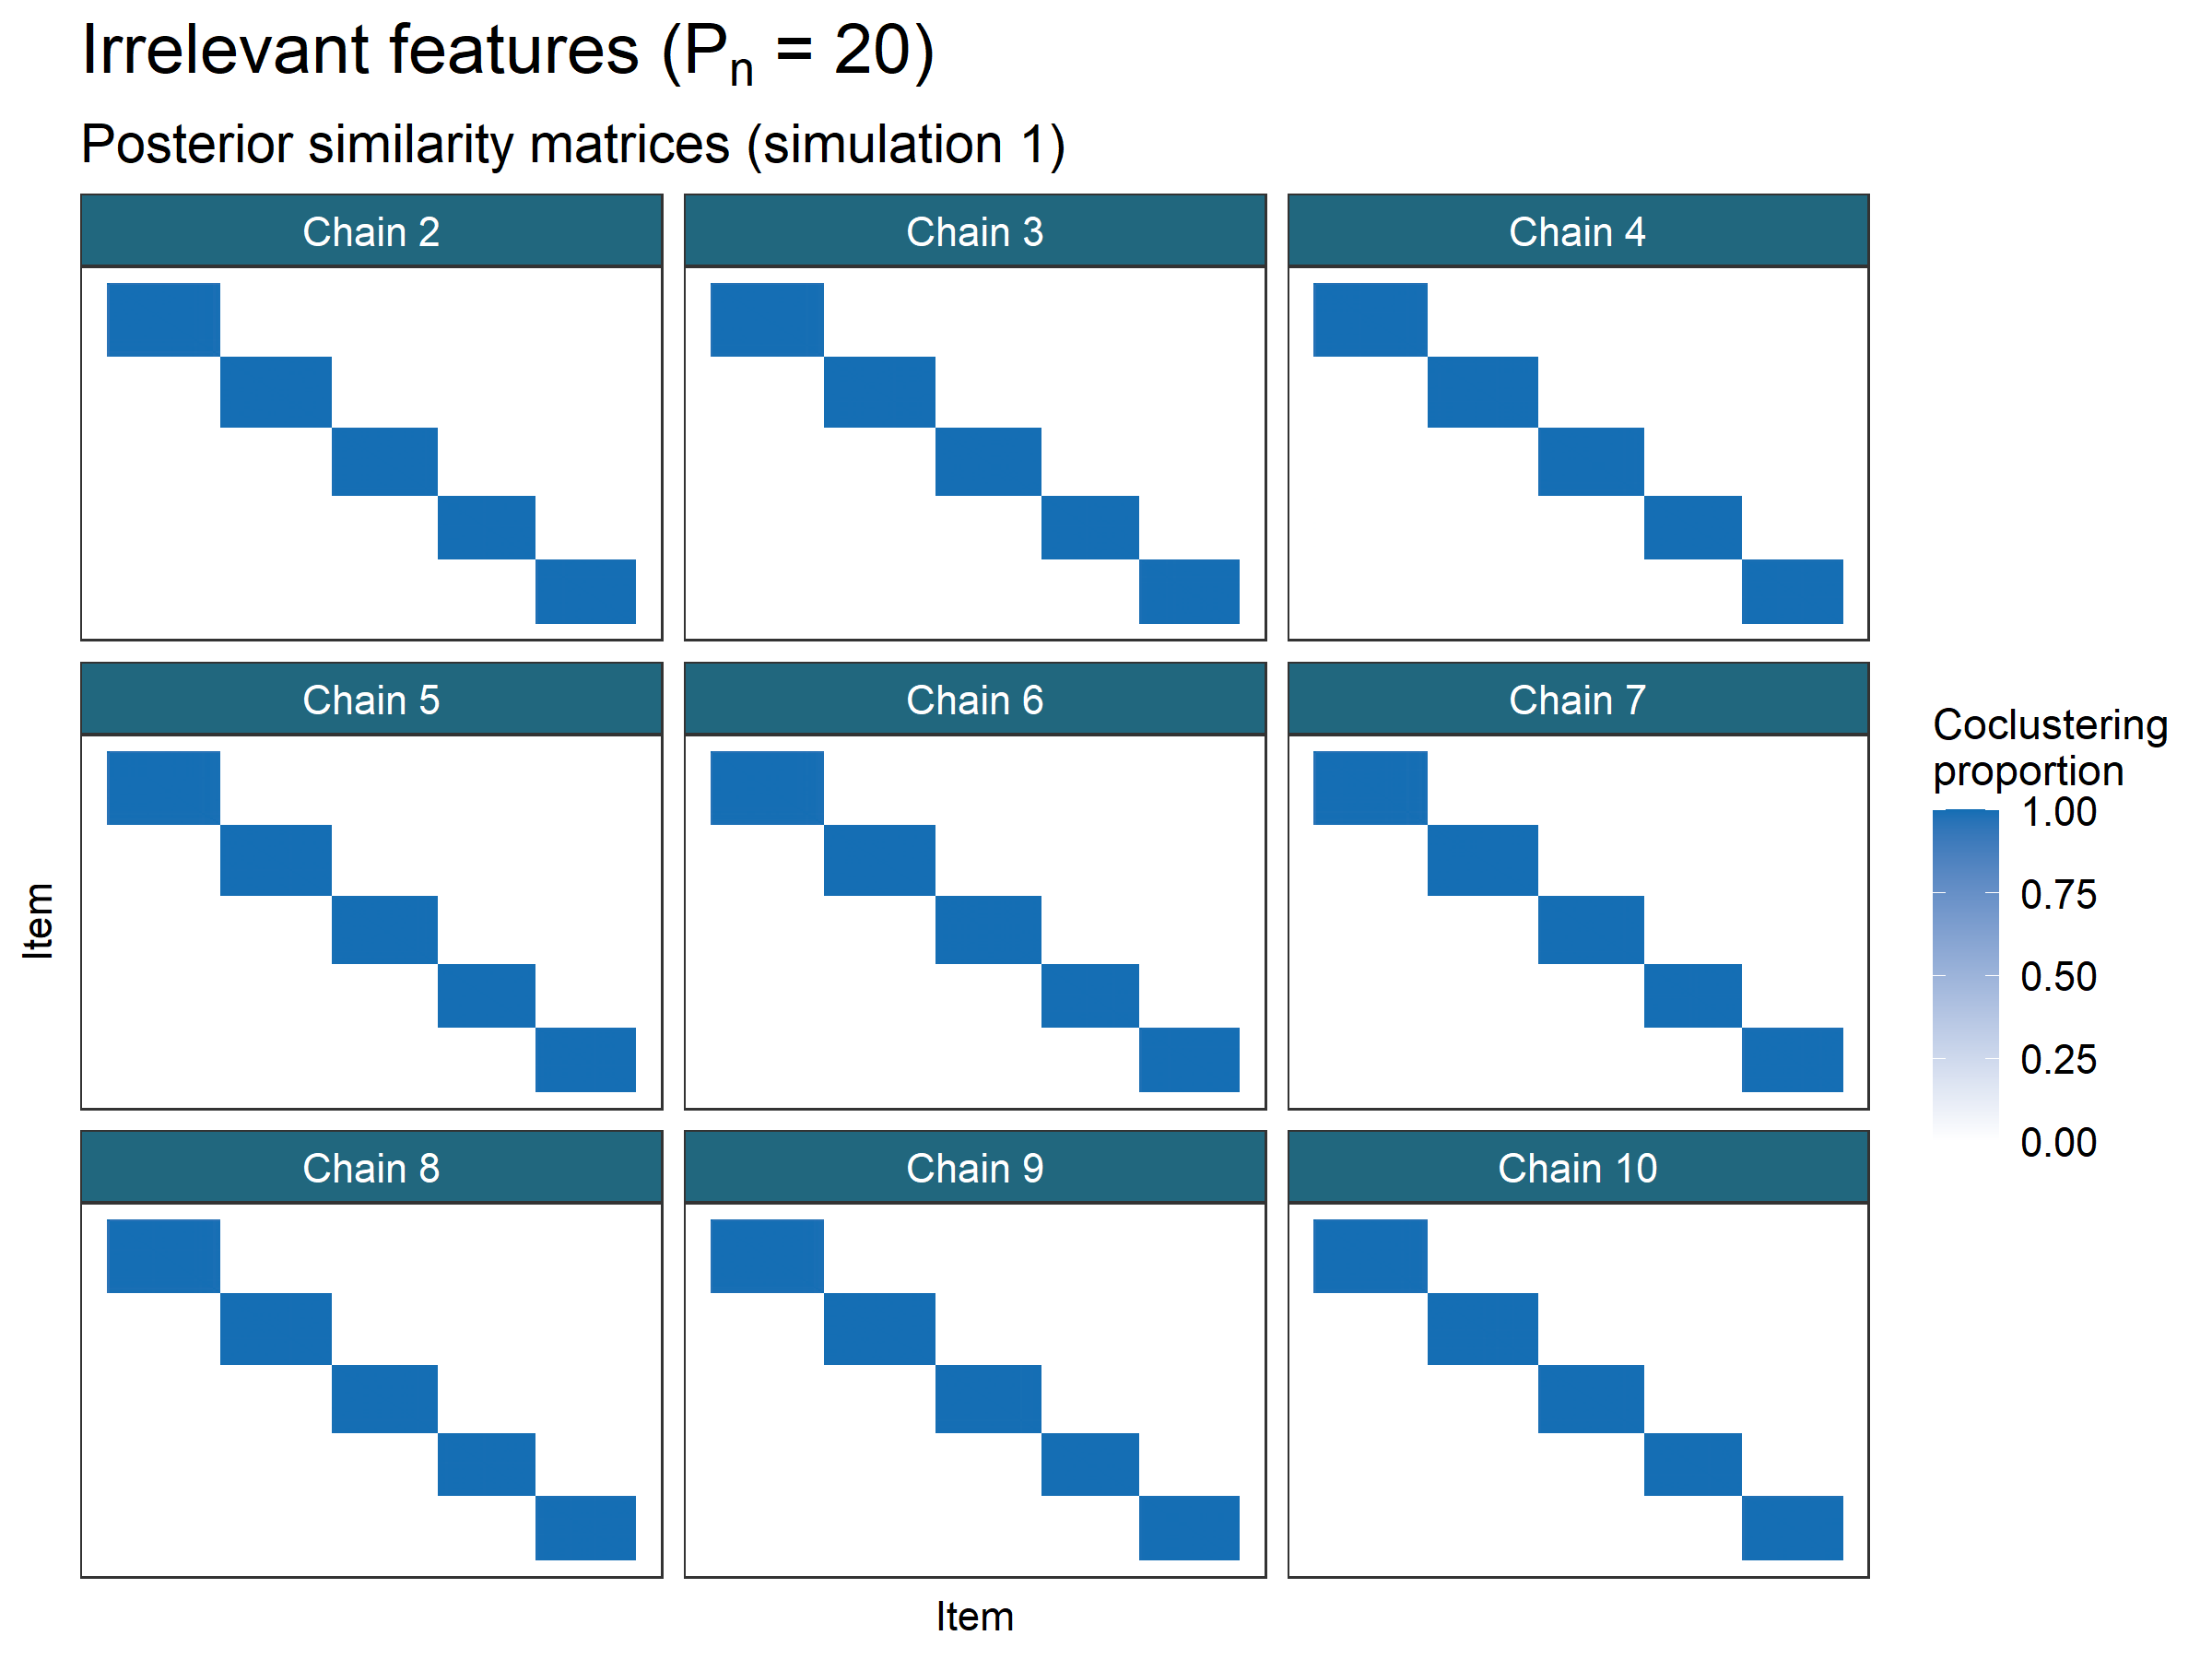 Irrelevant features (Pn = 20)
Posterior similarity matrices (simulation 1)
Chain 2
Chain 3
Chain 4
Chain 5
Chain 6
Chain 7
Chain 8
Chain 9
Chain 10
Item
Item
Coclustering
proportion
1.00
0.75
0.50
0.25
0.00